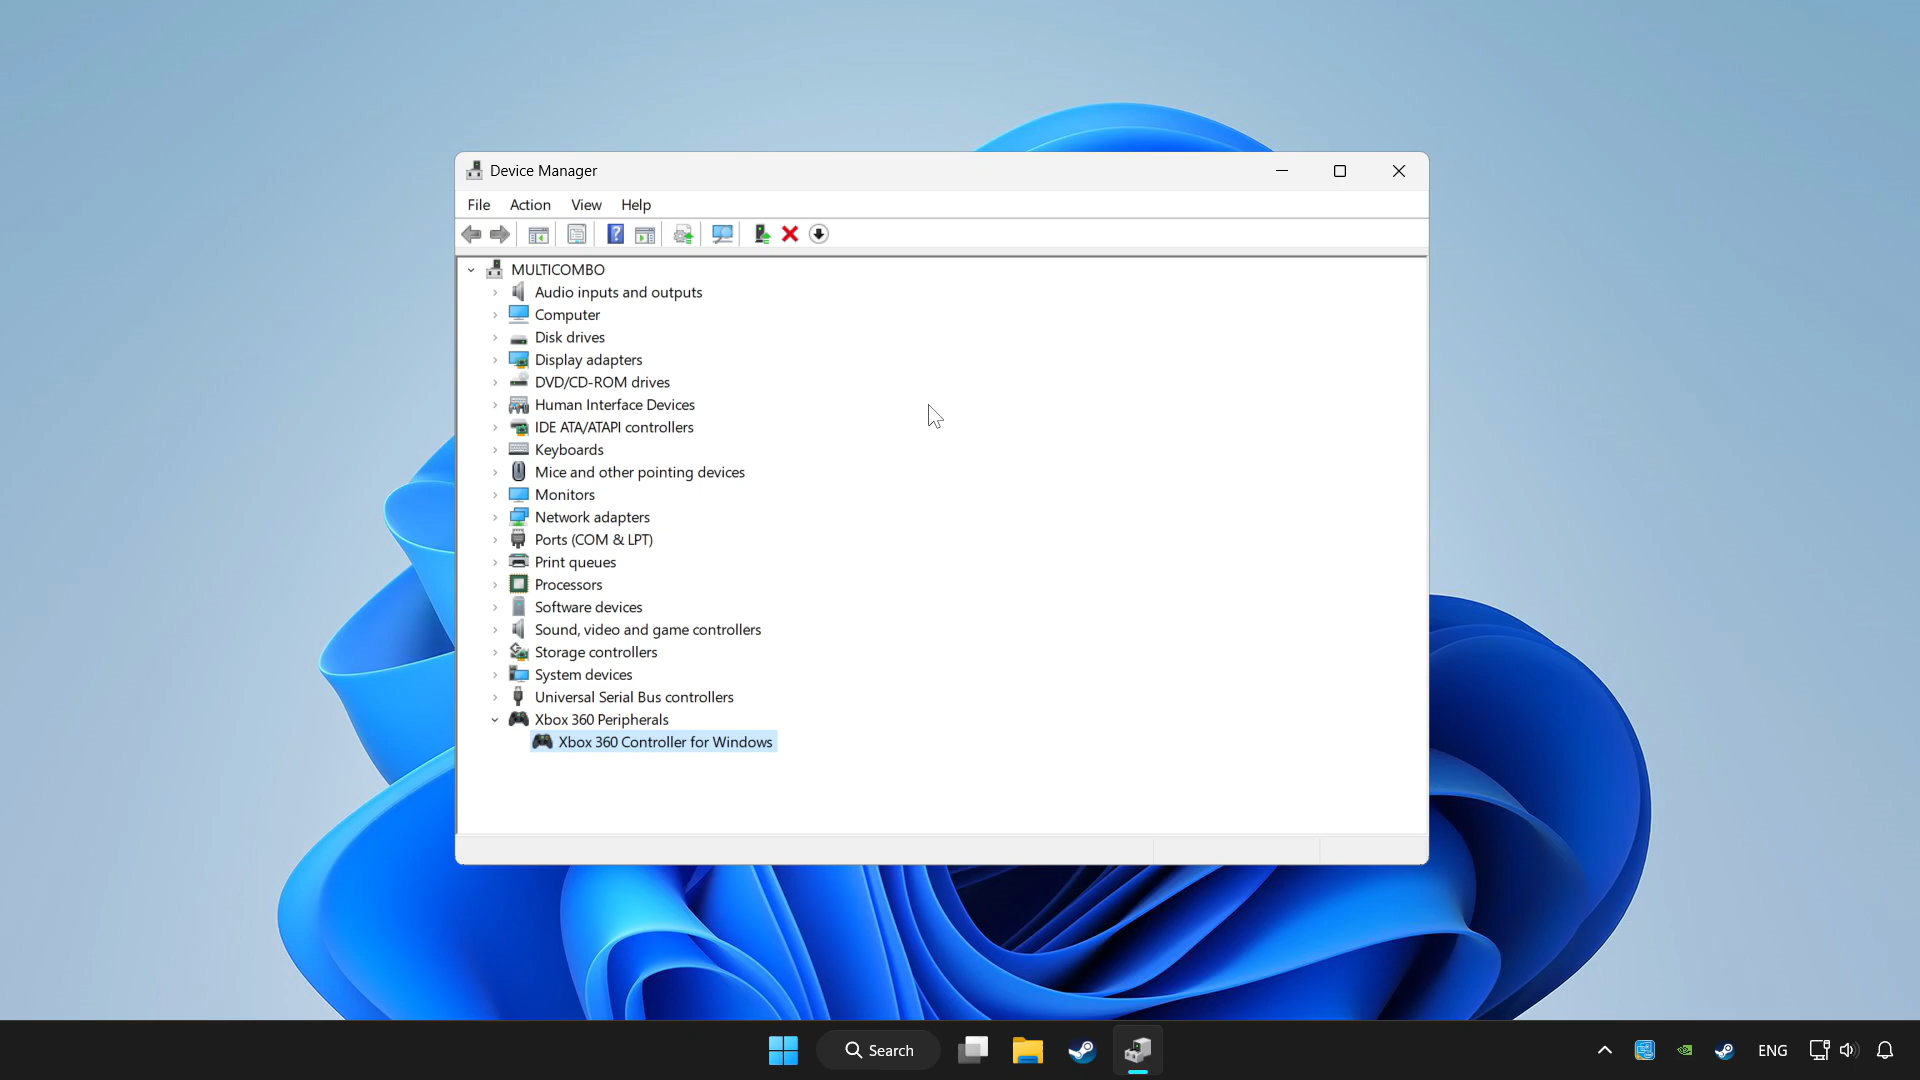 Device Manager
File Action View Help
MULTICOMBO
Audio inputs and outputs
Computer
Disk drives
Display adapters
DVD/CD-ROM drives
Human Interface Devices
IDE ATA/ATAPI controllers
Keyboards
Mice and other pointing devices
Monitors
Network adapters
Ports (COM & LPT)
Print queues
Processors
Software devices
Sound, video and game controllers
Storage controllers
System devices
Universal Serial Bus controllers
Xbox 360 Peripherals
Xbox 360 Controller for Windows
Search
ENG